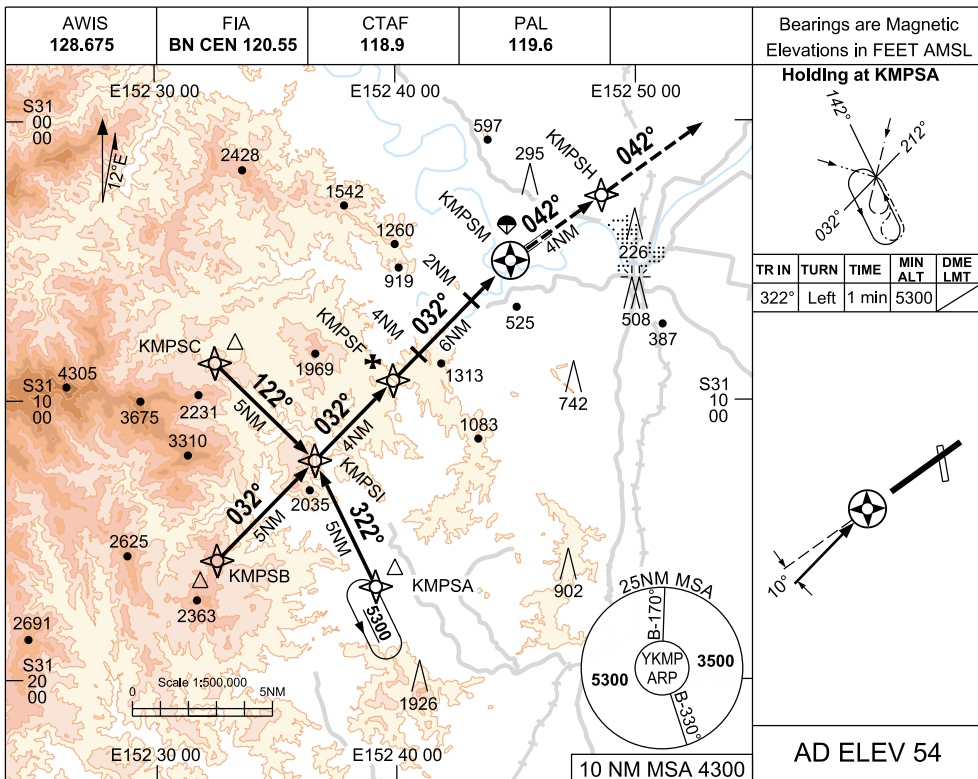 AWIS
128.675
FIA
BN CEN 120.55
CTAF
118.9
PAL
119.6
Bearings are Magnetic
Elevations in FEET AMSL
Holding at KMPSA
142°
212°
032°
TR IN TURN TIME MIN ALT DME LMT
322° Left 1 min 5300
E152 30 00
E152 40 00
E152 50 00
S31
00
00
12°E
2428
1542
1260
919
597
295
KMPSH
042°
042°
4NM
KMPSM
226
508
387
525
2NM
4NM
032°
6NM
KMPSF
1313
KMPSC
1969
4305
3675
2231
3310
122°
5NM
032°
4NM
742
S31
10
00
S31
10
00
1083
KMPSI
2035
032°
5NM
322°
5NM
2625
KMPSB
2363
KMPSA
5300
902
2691
S31
20
00
Scale 1:500,000
0
5NM
1926
25NM MSA
B-170°
5300
YKMP
ARP
3500
B-330°
10°
E152 30 00
E152 40 00
10 NM MSA 4300
AD ELEV 54